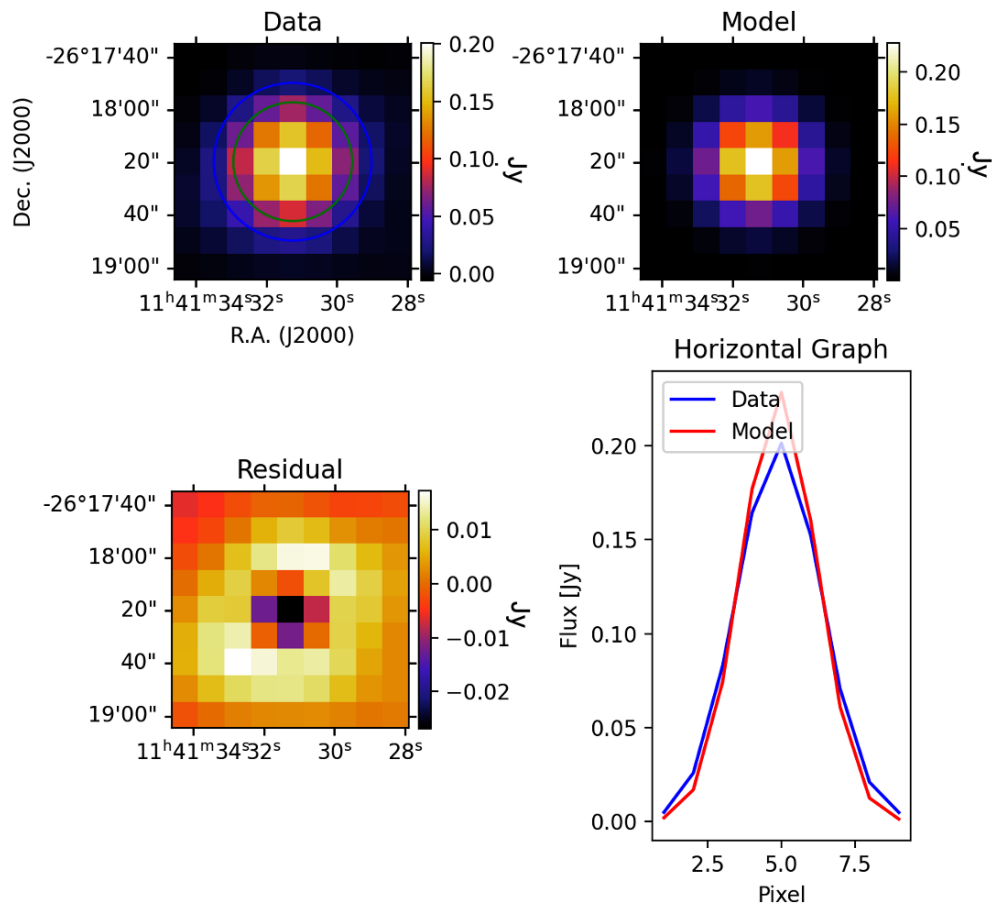 Data
-26°17'40"
18'00"
20"
40"
19'00"
11ʰ41ᵐ34ˢ32ˢ 30ˢ 28ˢ
R.A. (J2000)
Dec. (J2000)
0.20
0.15
0.10
0.05
0.00
Jy
Model
-26°17'40"
18'00"
20"
40"
19'00"
11ʰ41ᵐ34ˢ32ˢ 30ˢ 28ˢ
0.20
0.15
0.10
0.05
Jy
Residual
-26°17'40"
18'00"
20"
40"
19'00"
11ʰ41ᵐ34ˢ32ˢ 30ˢ 28ˢ
0.01
0.00
−0.01
−0.02
Jy
Horizontal Graph
Data
Model
0.20
0.15
0.10
0.05
0.00
Flux [Jy]
2.5 5.0 7.5
Pixel